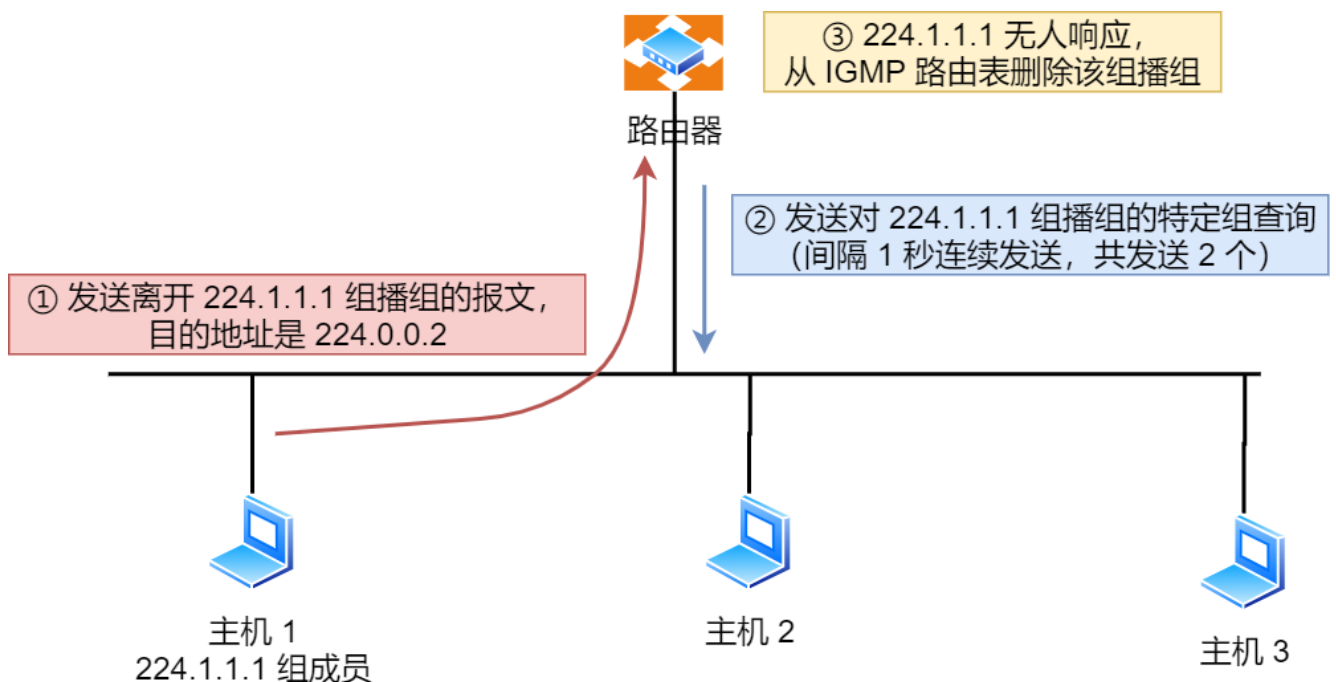 ③ 224.1.1.1 无人响应，
从 IGMP 路由表删除该组播组
路由器
② 发送对 224.1.1.1 组播组的特定组查询
（间隔 1 秒连续发送，共发送 2 个）
① 发送离开 224.1.1.1 组播组的报文，
目的地址是 224.0.0.2
主机 1
224.1.1.1 组成员
主机 2
主机 3